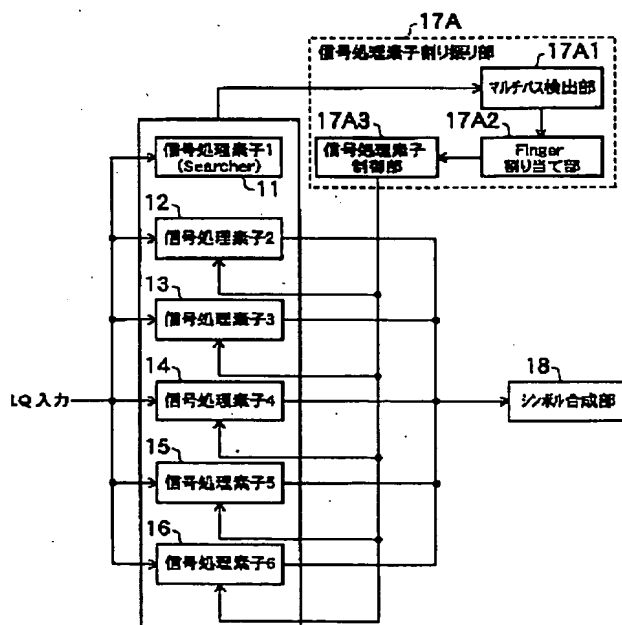 17A
信号処理素子割り振り部
17A1
マルチパス検出部
17A3
17A2
信号処理素子
制御部
Finger
割り当て部
信号処理素子1
(Searcher)
11
12
信号処理素子2
13
信号処理素子3
14
信号処理素子4
I.Q入力
15
信号処理素子5
16
信号処理素子6
18
シンボル合成部